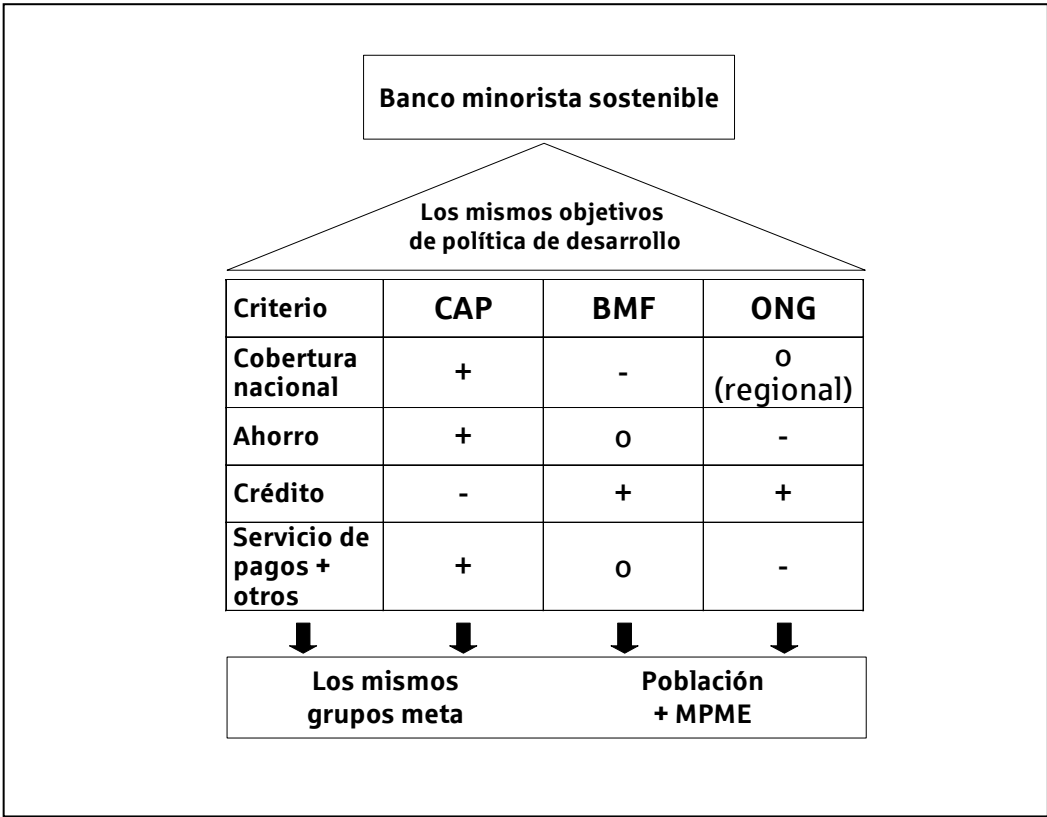 Banco minorista sostenible
Los mismos objetivos
de política de desarrollo
Criterio CAP BMF ONG
Cobertura
nacional + - o
(regional)
Ahorro + o -
Crédito - + +
Servicio de
pagos + + o -
otros
Los mismos Población
grupos meta + MPME